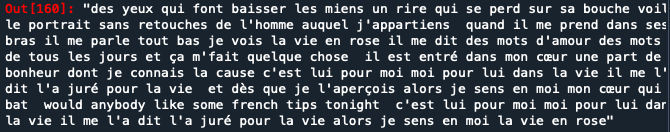 Out[160]: "des yeux qui font baisser les miens un rire qui se perd sur sa bouche voil
le portrait sans retouches de l'homme auquel j'appartiens  quand il me prend dans se
bras il me parle tout bas je vois la vie en rose il me dit des mots d'amour des mots
de tous les jours et ça m'fait quelque chose  il est entré dans mon cœur une part de
bonheur dont je connais la cause c'est lui pour moi moi pour lui dans la vie il me l'
dit l'a juré pour la vie  et dès que je l'aperçois alors je sens en moi mon cœur qui
bat  would anybody like some french tips tonight  c'est lui pour moi moi pour lui dan
la vie il me l'a dit l'a juré pour la vie alors je sens en moi la vie en rose"